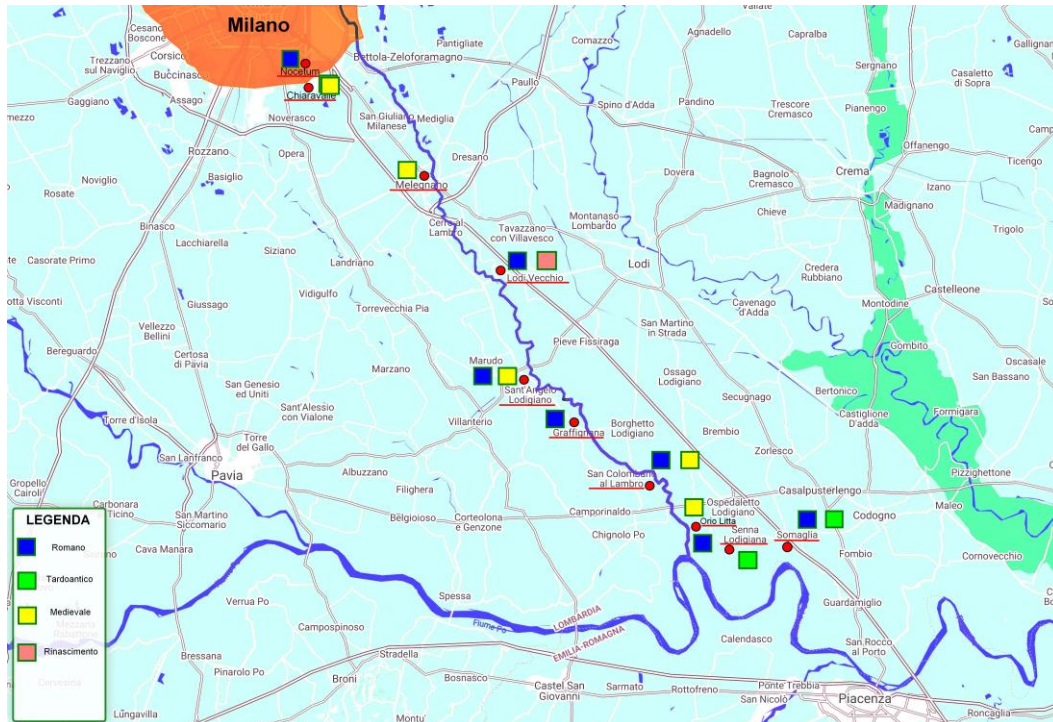 Milano
Cesano
Boscone
Trezzano
sul Naviglio
Corsico
Buccinasco
Gaggiano
Assago
Rozzano
Noviglio
Rosate
Basiglio
Binasco
Lacchiarella
Casorate Primo
Siziano
Landriano
Vidigulfo
Giussago
Vellezzo
Bellini
Bereguardo
Certosa
di Pavia
Torrevecchia Pia
Marzano
San Genesio
ed Uniti
Sant'Alessio
con Vialone
Torre d'Isola
Torre
del Gallo
San Lanfranco
Pavia
Gropello
Cairoli
Carbonara
San Martino
Siccomario
Cava Manara
Albuzzano
Filighera
Belgioioso
Corteolona
e Genzone
Villanterio
Nocetum
Chiaravalle
Noverasco
Opera
San Giuliano
Milanese
Mediglia
Bettola-Zeloforamagno
Pantigliate
Paullo
Dresano
Melegnano
Cerro al
Lambro
Tavazzano
con Villavesco
Lodi Vecchio
Lodi
Montanaso
Lombardo
Comazzo
Spino d'Adda
Pandino
Dovera
Agnadello
Vailate
Capralba
Trescore
Cremasco
Bagnolo
Cremasco
Chieve
Sergnano
Pianengo
Casaletto
di Sopra
Offanengo
Ticengo
Crema
Izano
Madignano
Trigolo
Credera
Rubbiano
Castelleone
Montodine
Gombito
Oscasale
San Bassano
Formigara
Pizzighettone
Maleo
Cornovecchio
Cavenago
d'Adda
San Martino
in Strada
Pieve Fissiraga
Ossago
Lodigiano
Secugnago
Bertonico
Castiglione
D'adda
Brembio
Zorlesco
Casalpusterlengo
Codogno
Fombio
Guardamiglio
San Rocco
al Porto
Marudo
Sant'Angelo
Lodigiano
Graffignana
Borghetto
Lodigiano
San Colombano
al Lambro
Camporinaldo
Chignolo Po
Ospedaletto
Lodigiano
Orio Litta
Senna
Lodigiana
Somaglia
Calendasco
Ponte Trebbia
San Nicolò
Piacenza
Roncaglia
Rottofreno
Sarmato
Castel San
Giovanni
Bosnasco
Stradella
Broni
Montu'
Pinarolo Po
Bressana
Campospinoso
Verrua Po
Spessa
Fiume Po
LOMBARDIA
EMILIA-ROMAGNA
Lungavilla
LEGENDA
Romano
Tardoantico
Medievale
Rinascimento